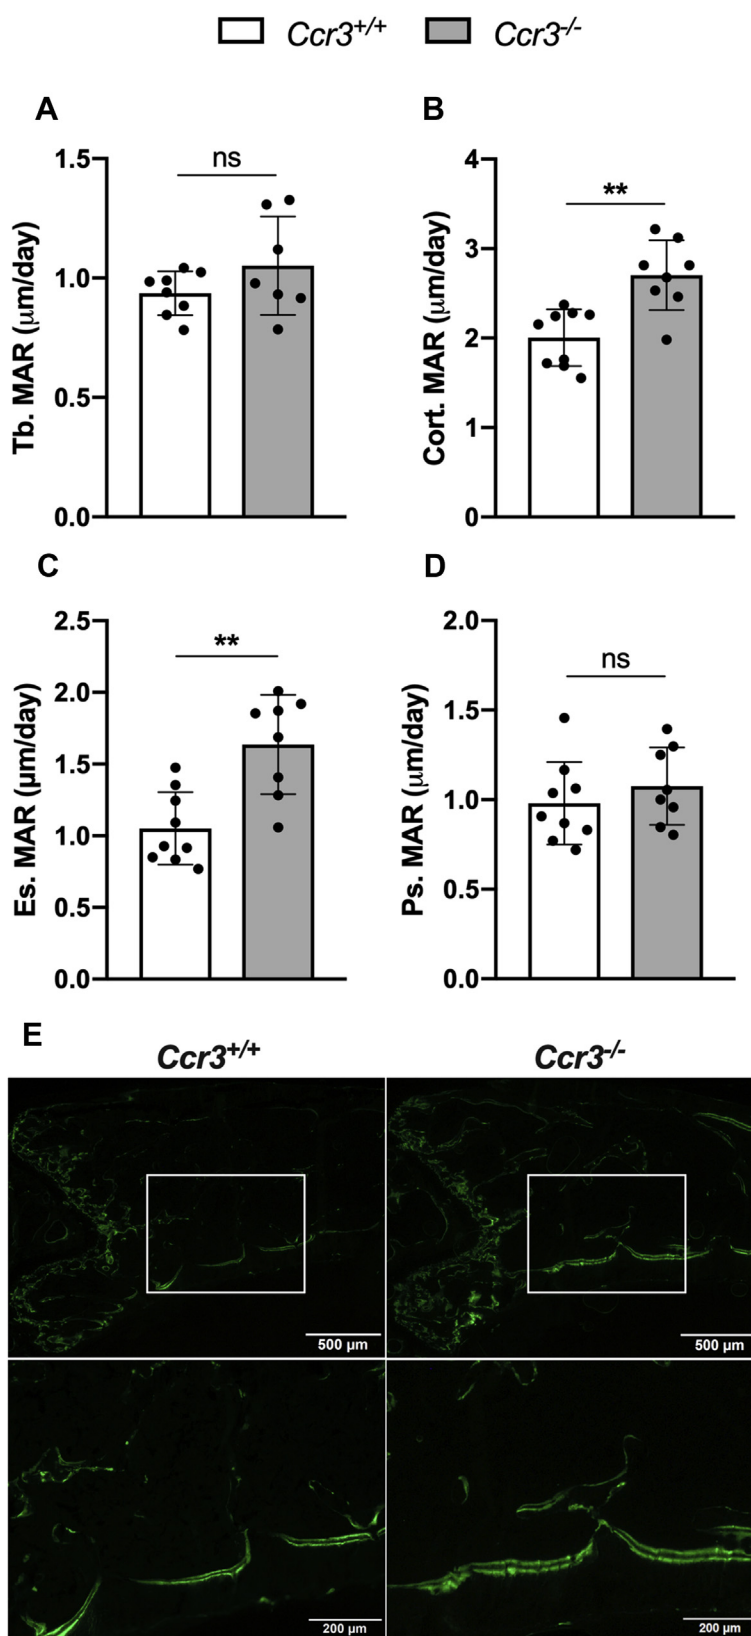 Ccr3+/+ Ccr3-/-
A
1.5
1.0
0.5
0.0
Tb. MAR (μm/day)
ns
B
4
3
2
1
0
Cort. MAR (μm/day)
**
C
2.5
2.0
1.5
1.0
0.5
0.0
Es. MAR (μm/day)
**
D
2.0
1.5
1.0
0.5
0.0
Ps. MAR (μm/day)
ns
E
Ccr3+/+ Ccr3-/-
500 μm
500 μm
200 μm
200 μm